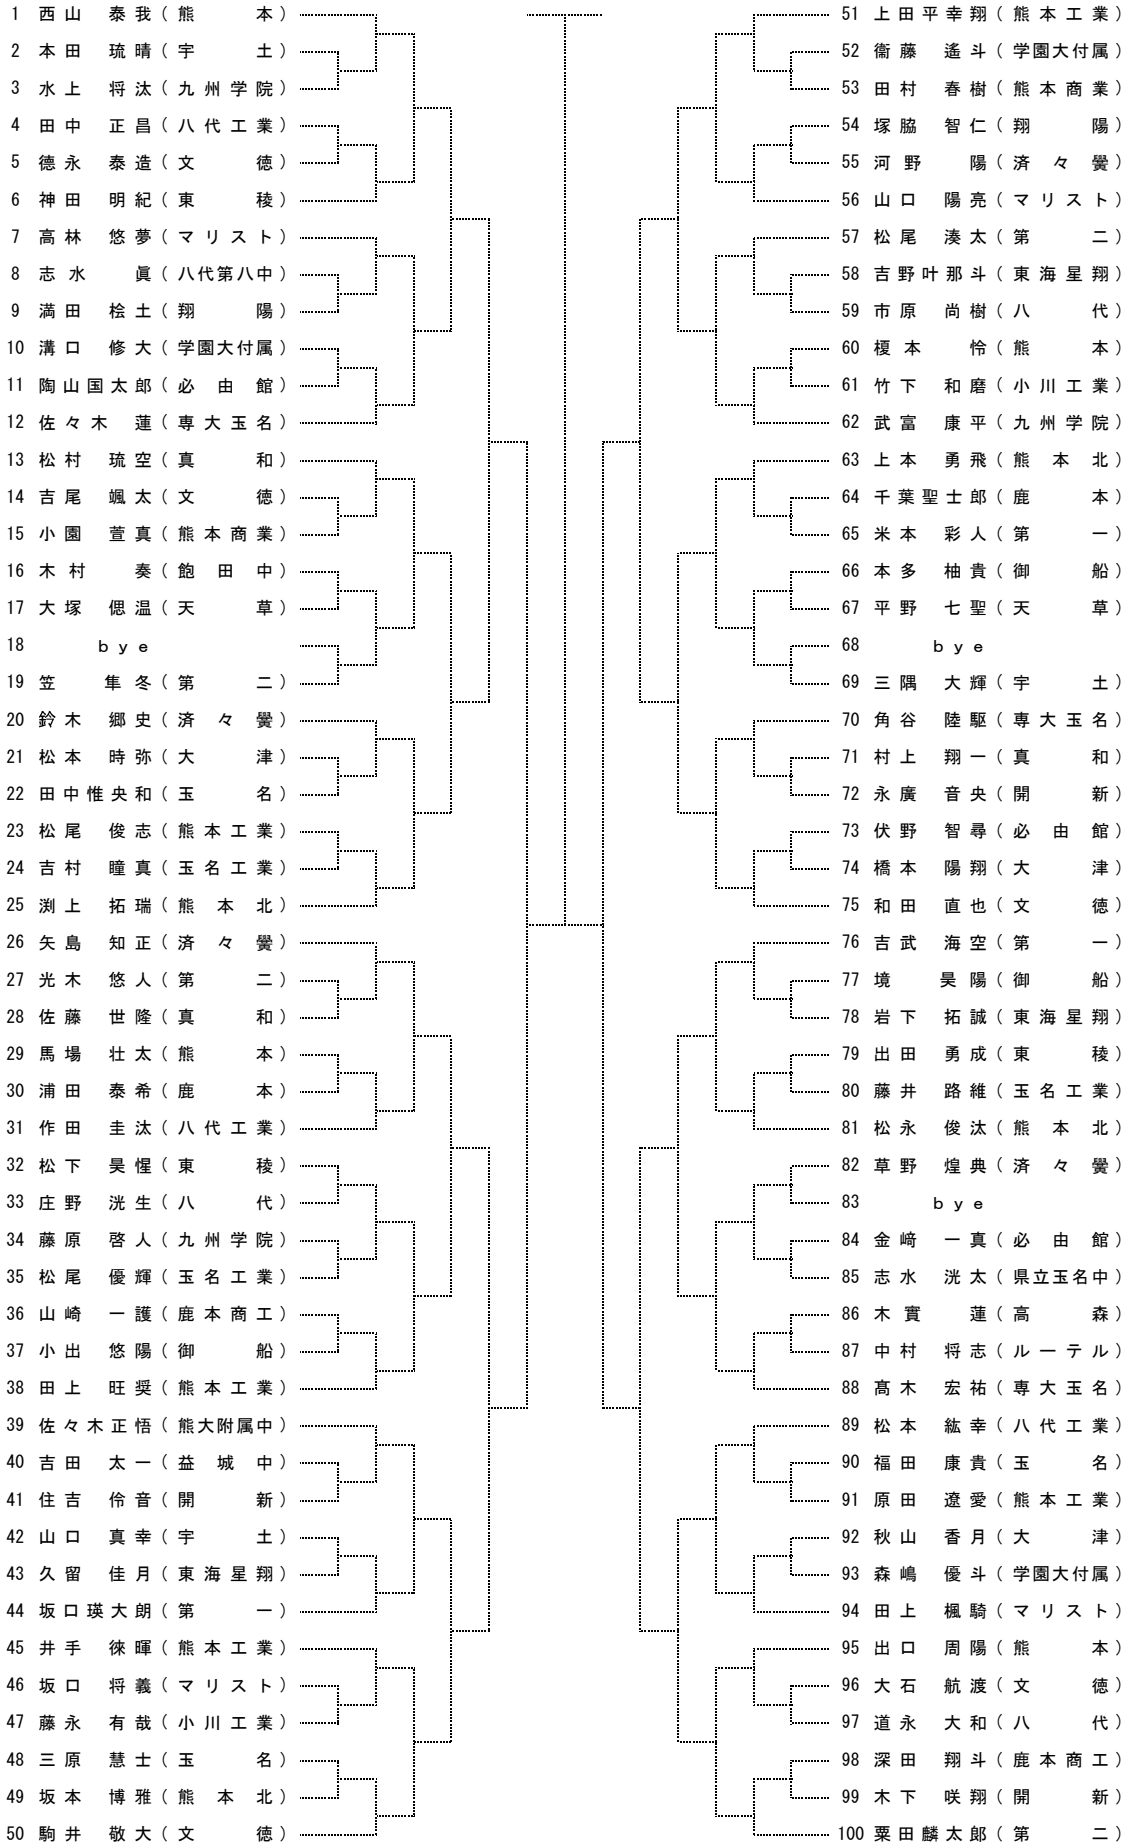 1 西山 泰我 (熊本)
2 本田 琉晴 (宇土)
3 水上 将汰 (九州学院)
4 田中 正昌 (八代工業)
5 德永 泰造 (文徳)
6 神田 明紀 (東稜)
7 高林 悠夢 (マリスト)
8 志水 眞 (八代第八中)
9 満田 桧土 (翔陽)
10 溝口 修大 (学園大付属)
11 陶山国太郎 (必由館)
12 佐々木 蓮 (専大玉名)
13 松村 琉空 (真和)
14 吉尾 颯太 (文徳)
15 小園 萱真 (熊本商業)
16 木村 奏 (飽田中)
17 大塚 偲温 (天草)
18 bye
19 笠 隼冬 (第二)
20 鈴木 郷史 (済々黌)
21 松本 時弥 (大津)
22 田中惟央和 (玉名)
23 松尾 俊志 (熊本工業)
24 吉村 瞳真 (玉名工業)
25 渕上 拓瑞 (熊本北)
26 矢島 知正 (済々黌)
27 光木 悠人 (第二)
28 佐藤 世隆 (真和)
29 馬場 壮太 (熊本)
30 浦田 泰希 (鹿本)
31 作田 圭汰 (八代工業)
32 松下 昊惺 (東稜)
33 庄野 洸生 (八代)
34 藤原 啓人 (九州学院)
35 松尾 優輝 (玉名工業)
36 山崎 一護 (鹿本商工)
37 小出 悠陽 (御船)
38 田上 旺奨 (熊本工業)
39 佐々木正悟 (熊大附属中)
40 吉田 太一 (益城中)
41 住吉 伶音 (開新)
42 山口 真幸 (宇土)
43 久留 佳月 (東海星翔)
44 坂口瑛大朗 (第一)
45 井手 徠暉 (熊本工業)
46 坂口 将義 (マリスト)
47 藤永 有哉 (小川工業)
48 三原 慧士 (玉名)
49 坂本 博雅 (熊本北)
50 駒井 敬大 (文徳)
51 上田平幸翔 (熊本工業)
52 衞藤 遙斗 (学園大付属)
53 田村 春樹 (熊本商業)
54 塚脇 智仁 (翔陽)
55 河野 陽 (済々黌)
56 山口 陽亮 (マリスト)
57 松尾 湊太 (第二)
58 吉野叶那斗 (東海星翔)
59 市原 尚樹 (八代)
60 榎本 怜 (熊本)
61 竹下 和磨 (小川工業)
62 武富 康平 (九州学院)
63 上本 勇飛 (熊本北)
64 千葉聖士郎 (鹿本)
65 米本 彩人 (第一)
66 本多 柚貴 (御船)
67 平野 七聖 (天草)
68 bye
69 三隅 大輝 (宇土)
70 角谷 陸駆 (専大玉名)
71 村上 翔一 (真和)
72 永廣 音央 (開新)
73 伏野 智尋 (必由館)
74 橋本 陽翔 (大津)
75 和田 直也 (文徳)
76 吉武 海空 (第一)
77 境 昊陽 (御船)
78 岩下 拓誠 (東海星翔)
79 出田 勇成 (東稜)
80 藤井 路維 (玉名工業)
81 松永 俊汰 (熊本北)
82 草野 煌典 (済々黌)
83 bye
84 金﨑 一真 (必由館)
85 志水 洸太 (県立玉名中)
86 木實 蓮 (高森)
87 中村 将志 (ルーテル)
88 髙木 宏祐 (専大玉名)
89 松本 紘幸 (八代工業)
90 福田 康貴 (玉名)
91 原田 遼愛 (熊本工業)
92 秋山 香月 (大津)
93 森嶋 優斗 (学園大付属)
94 田上 楓騎 (マリスト)
95 出口 周陽 (熊本)
96 大石 航渡 (文徳)
97 道永 大和 (八代)
98 深田 翔斗 (鹿本商工)
99 木下 咲翔 (開新)
100 粟田麟太郎 (第二)